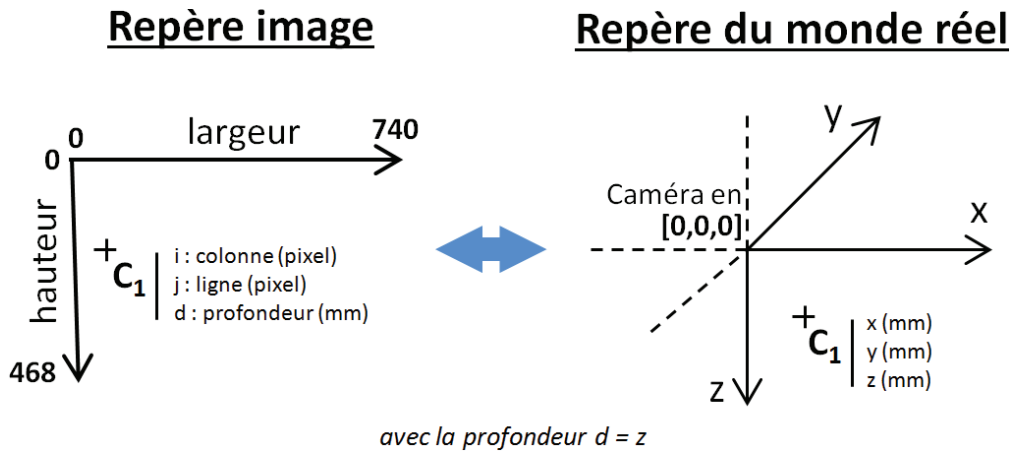 Repère image
0 largeur 740
0
hauteur
468
+
C1
i : colonne (pixel)
j : ligne (pixel)
d : profondeur (mm)
Repère du monde réel
y
Caméra en
[0,0,0]
x
z
+
C1
x (mm)
y (mm)
z (mm)
avec la profondeur d = z